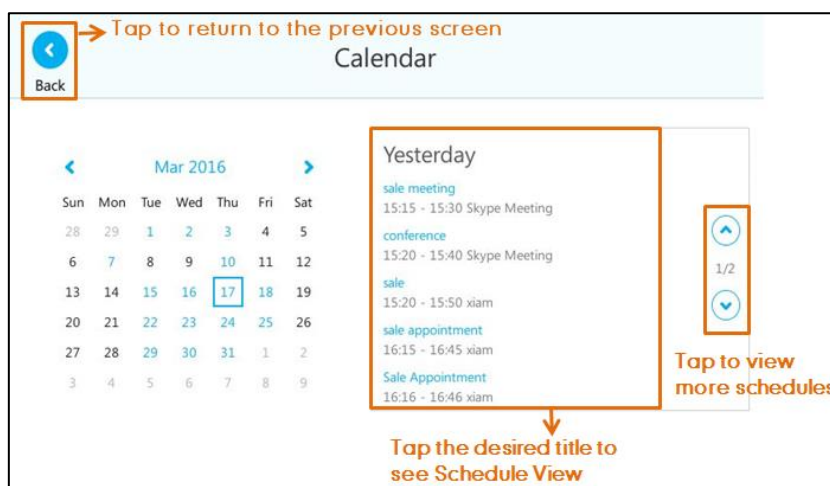 Tap to return to the previous screen
Calendar
Back
Mar 2016
Sun Mon Tue Wed Thu Fri Sat
28 29 1 2 3 4 5
6 7 8 9 10 11 12
13 14 15 16 17 18 19
20 21 22 23 24 25 26
27 28 29 30 31 1 2
3 4 5 6 7 8 9
Yesterday
sale meeting
15:15 - 15:30 Skype Meeting
conference
15:20 - 15:40 Skype Meeting
sale
15:20 - 15:50 xiam
sale appointment
16:15 - 16:45 xiam
Sale Appointment
16:16 - 16:46 xiam
1/2
Tap to view
more schedules
Tap the desired title to
see Schedule View